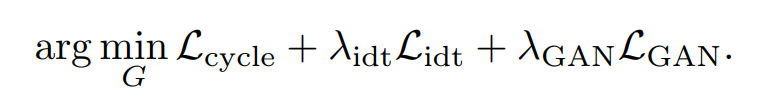 arg min_G ℒ_cycle + λ_idt ℒ_idt + λ_GAN ℒ_GAN.